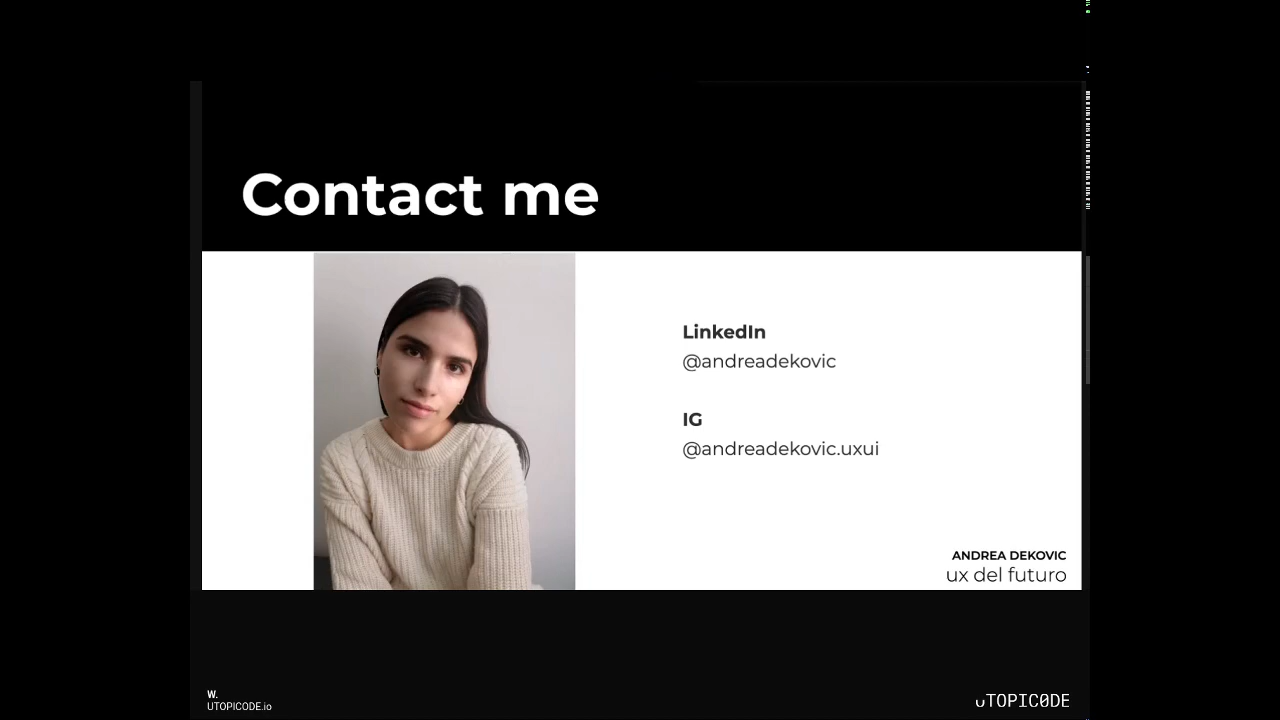 Contact me
LinkedIn
@andreadekovic
IG
@andreadekovic.uxui
ANDREA DEKOVIC
ux del futuro
W.
UTOPICODE.io
UTOPIC0DE